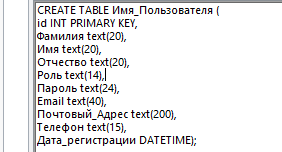 CREATE TABLE Имя_Пользователя (
id INT PRIMARY KEY,
Фамилия text(20),
Имя text(20),
Отчество text(20),
Роль text(14),
Пароль text(24),
Email text(40),
Почтовый_Адрес text(200),
Телефон text(15),
Дата_регистрации DATETIME);